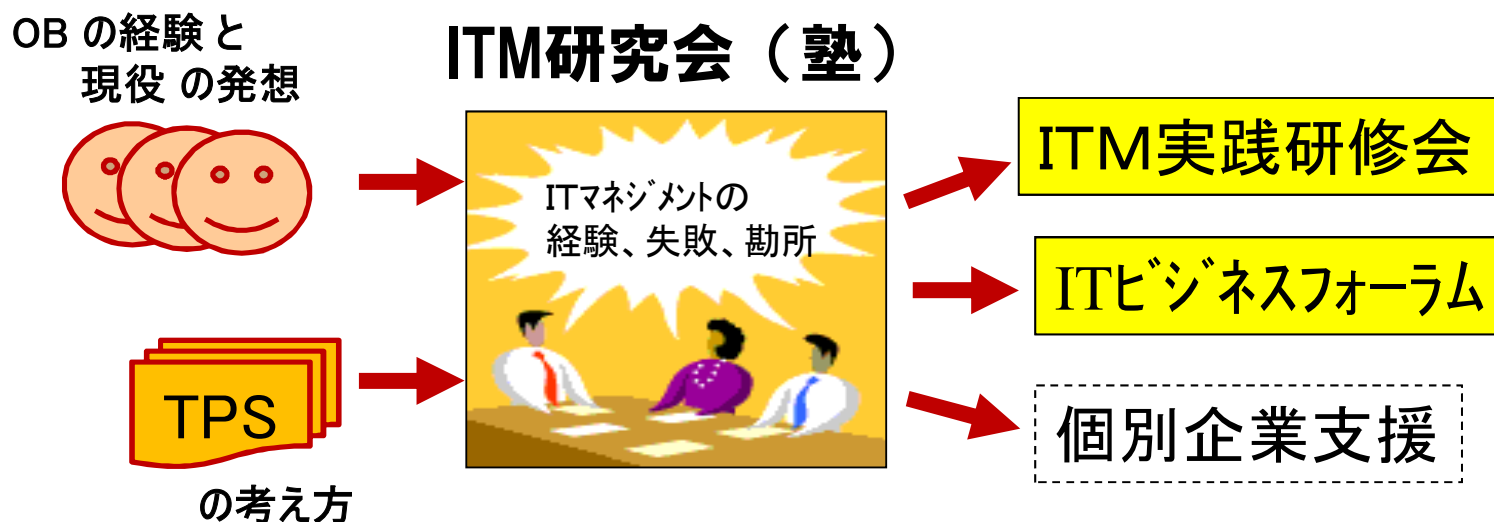 OB の経験 と
現役 の発想
ITM研究会（塾）
ITﾏﾈｼﾞﾒﾝﾄの
経験、失敗、勘所
TPS
の考え方
ITM実践研修会
ITﾋﾞｼﾞﾈｽﾌｫｰﾗﾑ
個別企業支援